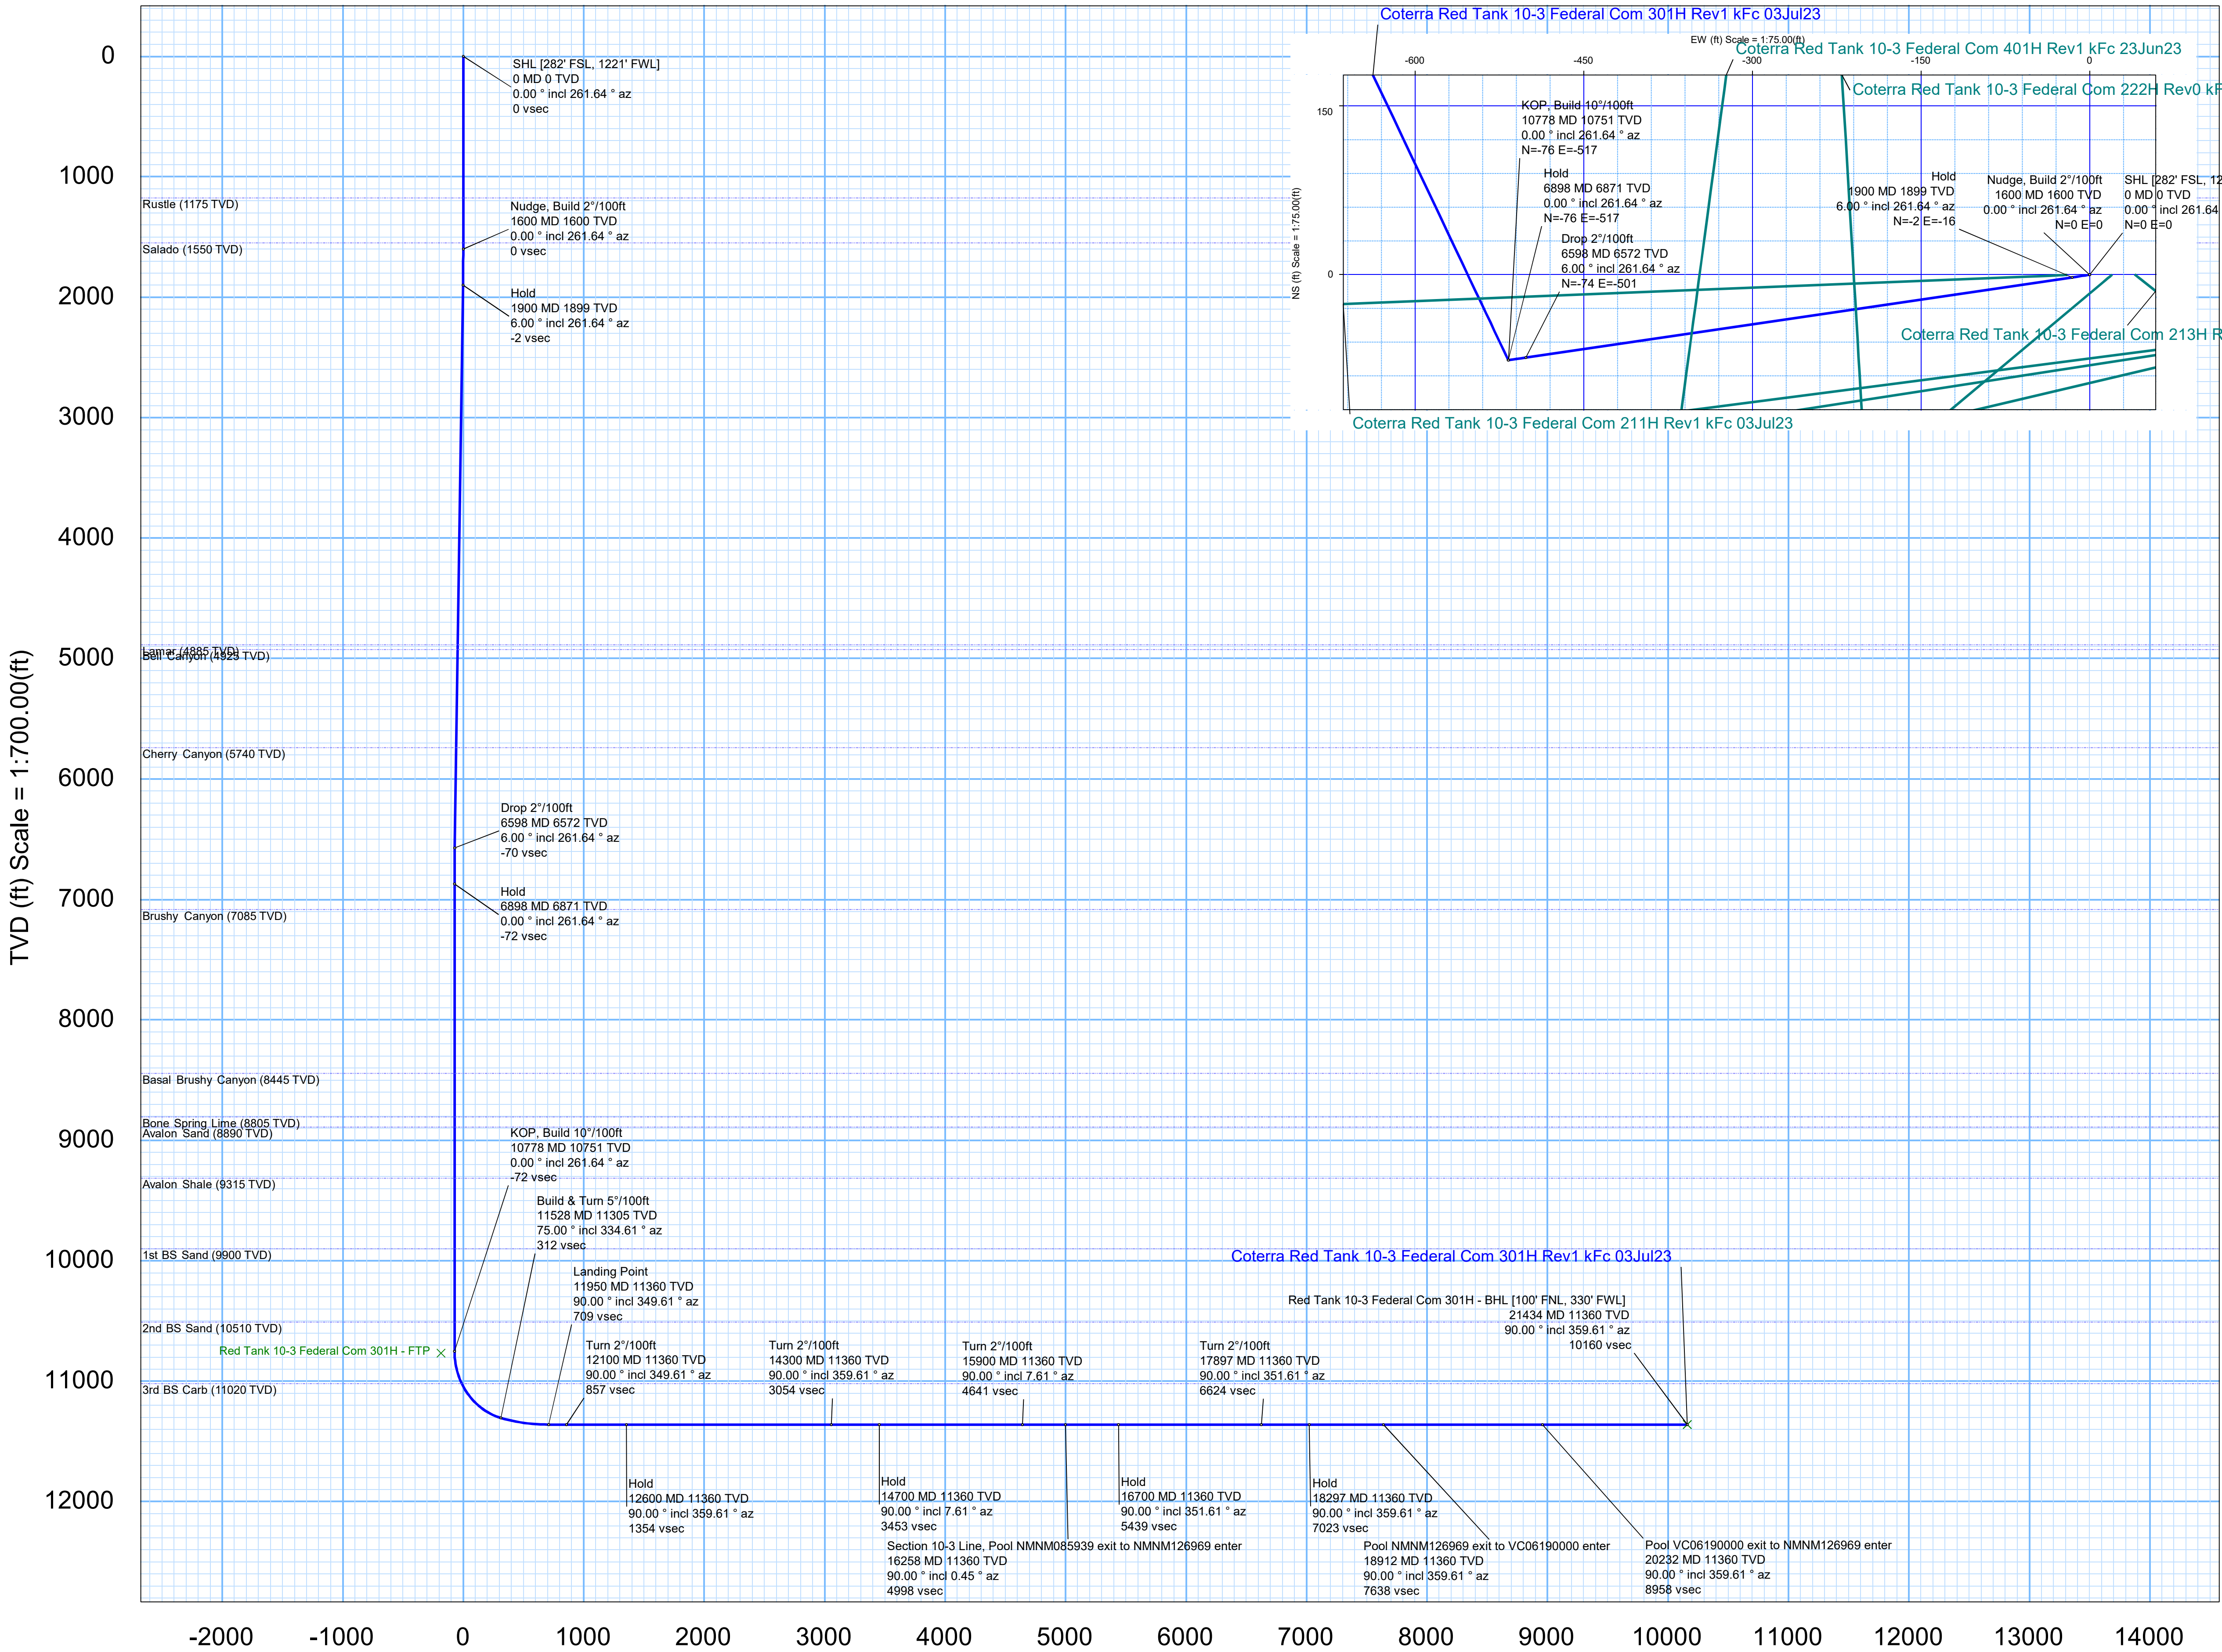 Coterra Red Tank 10-3 Federal Com 301H Rev1 kFc 03Jul23
EW (ft) Scale = 1:75.00(ft)
Coterra Red Tank 10-3 Federal Com 401H Rev1 kFc 23Jun23
-600
-450
-300
-150
0
Coterra Red Tank 10-3 Federal Com 222H Rev0 kF
150
0
NS (ft) Scale = 1:75.00(ft)
KOP, Build 10°/100ft
10778 MD 10751 TVD
0.00 ° incl 261.64 ° az
N=-76 E=-517
Hold
6898 MD 6871 TVD
0.00 ° incl 261.64 ° az
N=-76 E=-517
Drop 2°/100ft
6598 MD 6572 TVD
6.00 ° incl 261.64 ° az
N=-74 E=-501
Hold
1900 MD 1899 TVD
6.00 ° incl 261.64 ° az
N=-2 E=-16
Nudge, Build 2°/100ft
1600 MD 1600 TVD
0.00 ° incl 261.64 ° az
N=0 E=0
SHL [282' FSL, 12
0 MD 0 TVD
0.00 ° incl 261.64
N=0 E=0
Coterra Red Tank 10-3 Federal Com 213H R
Coterra Red Tank 10-3 Federal Com 211H Rev1 kFc 03Jul23
TVD (ft) Scale = 1:700.00(ft)
0
1000
2000
3000
4000
5000
6000
7000
8000
9000
10000
11000
12000
Rustle (1175 TVD)
Salado (1550 TVD)
Lamar (4885 TVD)
Bell Canyon (4925 TVD)
Cherry Canyon (5740 TVD)
Brushy Canyon (7085 TVD)
Basal Brushy Canyon (8445 TVD)
Bone Spring Lime (8805 TVD)
Avalon Sand (8890 TVD)
Avalon Shale (9315 TVD)
1st BS Sand (9900 TVD)
2nd BS Sand (10510 TVD)
Red Tank 10-3 Federal Com 301H - FTP
3rd BS Carb (11020 TVD)
SHL [282' FSL, 1221' FWL]
0 MD 0 TVD
0.00 ° incl 261.64 ° az
0 vsec
Nudge, Build 2°/100ft
1600 MD 1600 TVD
0.00 ° incl 261.64 ° az
0 vsec
Hold
1900 MD 1899 TVD
6.00 ° incl 261.64 ° az
-2 vsec
Drop 2°/100ft
6598 MD 6572 TVD
6.00 ° incl 261.64 ° az
-70 vsec
Hold
6898 MD 6871 TVD
0.00 ° incl 261.64 ° az
-72 vsec
KOP, Build 10°/100ft
10778 MD 10751 TVD
0.00 ° incl 261.64 ° az
-72 vsec
Build & Turn 5°/100ft
11528 MD 11305 TVD
75.00 ° incl 334.61 ° az
312 vsec
Landing Point
11950 MD 11360 TVD
90.00 ° incl 349.61 ° az
709 vsec
Turn 2°/100ft
12100 MD 11360 TVD
90.00 ° incl 349.61 ° az
857 vsec
Turn 2°/100ft
14300 MD 11360 TVD
90.00 ° incl 359.61 ° az
3054 vsec
Turn 2°/100ft
15900 MD 11360 TVD
90.00 ° incl 7.61 ° az
4641 vsec
Turn 2°/100ft
17897 MD 11360 TVD
90.00 ° incl 351.61 ° az
6624 vsec
Coterra Red Tank 10-3 Federal Com 301H Rev1 kFc 03Jul23
Red Tank 10-3 Federal Com 301H - BHL [100' FNL, 330' FWL]
21434 MD 11360 TVD
90.00 ° incl 359.61 ° az
10160 vsec
Hold
12600 MD 11360 TVD
90.00 ° incl 359.61 ° az
1354 vsec
Hold
14700 MD 11360 TVD
90.00 ° incl 7.61 ° az
3453 vsec
Section 10-3 Line, Pool NMNM085939 exit to NMNM126969 enter
16258 MD 11360 TVD
90.00 ° incl 0.45 ° az
4998 vsec
Hold
16700 MD 11360 TVD
90.00 ° incl 351.61 ° az
5439 vsec
Hold
18297 MD 11360 TVD
90.00 ° incl 359.61 ° az
7023 vsec
Pool NMNM126969 exit to VC06190000 enter
18912 MD 11360 TVD
90.00 ° incl 359.61 ° az
7638 vsec
Pool VC06190000 exit to NMNM126969 enter
20232 MD 11360 TVD
90.00 ° incl 359.61 ° az
8958 vsec
-2000
-1000
0
1000
2000
3000
4000
5000
6000
7000
8000
9000
10000
11000
12000
13000
14000